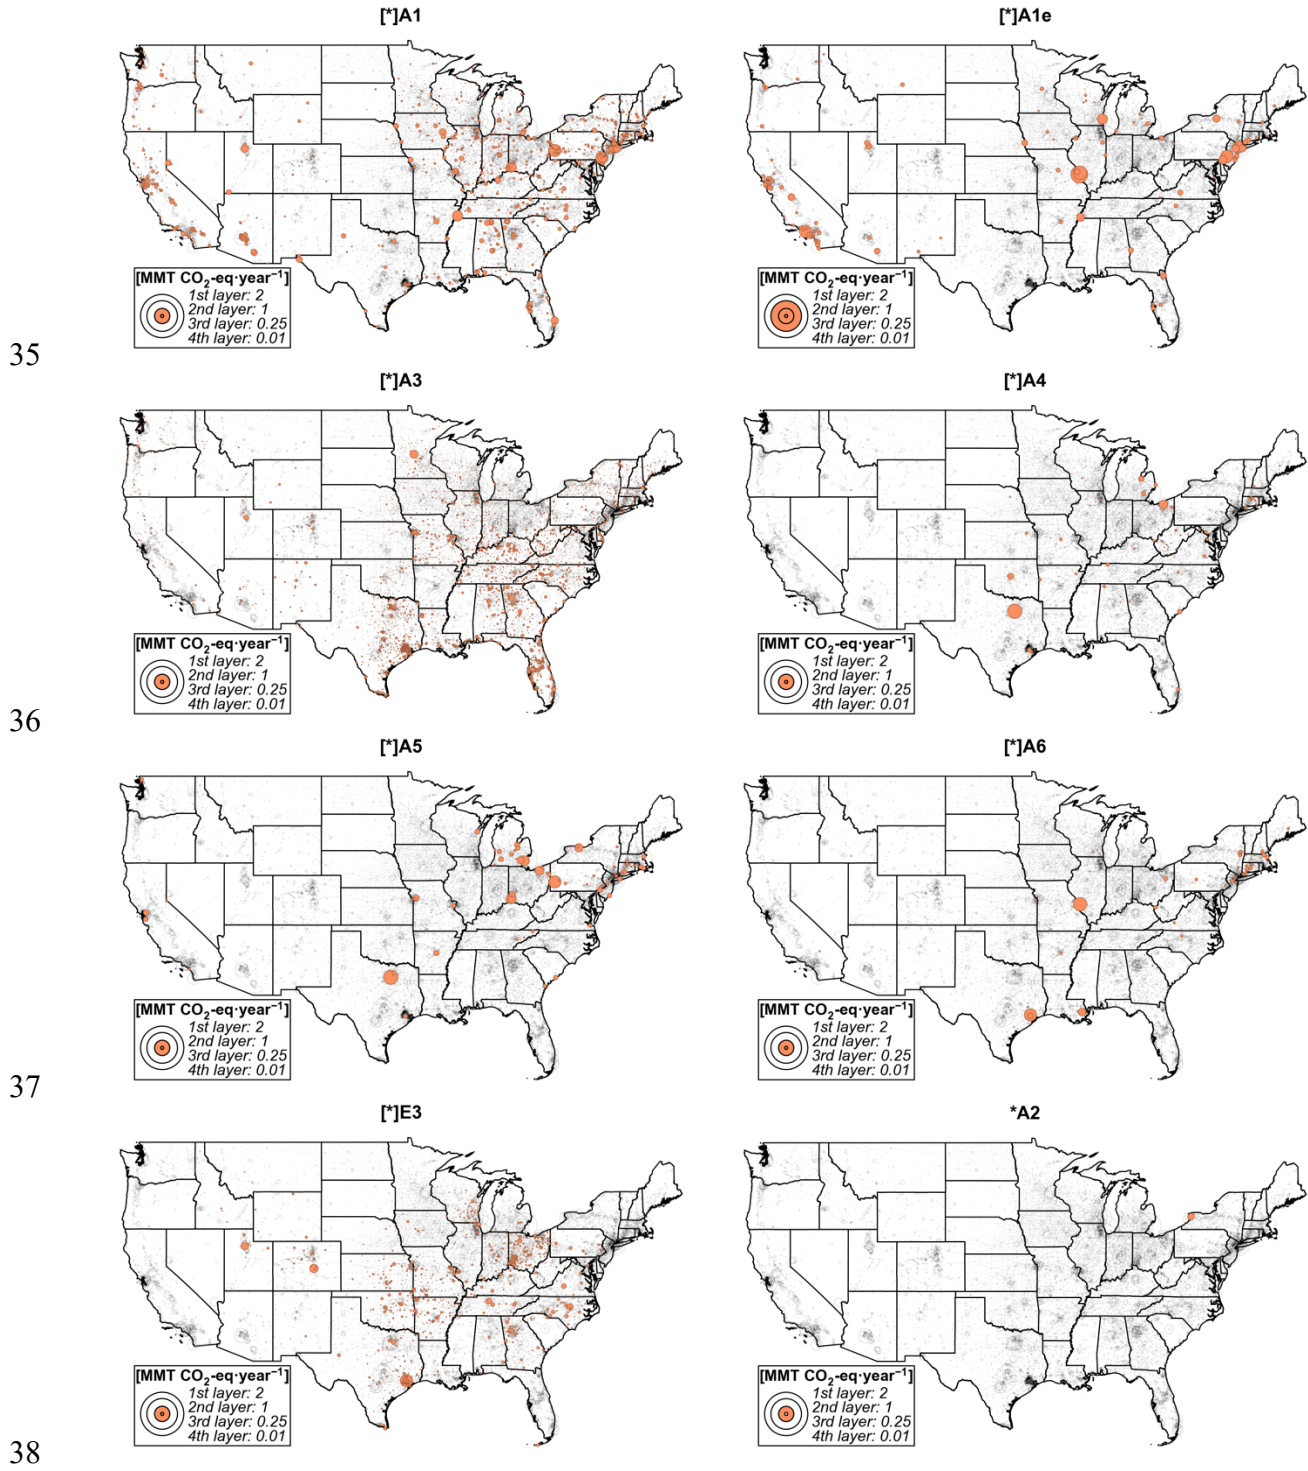 [*]A1
[*]A1e
[MMT CO₂-eq·year⁻¹]
1st layer: 2
2nd layer: 1
3rd layer: 0.25
4th layer: 0.01
[MMT CO₂-eq·year⁻¹]
1st layer: 2
2nd layer: 1
3rd layer: 0.25
4th layer: 0.01
35
[*]A3
[*]A4
[MMT CO₂-eq·year⁻¹]
1st layer: 2
2nd layer: 1
3rd layer: 0.25
4th layer: 0.01
[MMT CO₂-eq·year⁻¹]
1st layer: 2
2nd layer: 1
3rd layer: 0.25
4th layer: 0.01
36
[*]A5
[*]A6
[MMT CO₂-eq·year⁻¹]
1st layer: 2
2nd layer: 1
3rd layer: 0.25
4th layer: 0.01
[MMT CO₂-eq·year⁻¹]
1st layer: 2
2nd layer: 1
3rd layer: 0.25
4th layer: 0.01
37
[*]E3
*A2
[MMT CO₂-eq·year⁻¹]
1st layer: 2
2nd layer: 1
3rd layer: 0.25
4th layer: 0.01
[MMT CO₂-eq·year⁻¹]
1st layer: 2
2nd layer: 1
3rd layer: 0.25
4th layer: 0.01
38